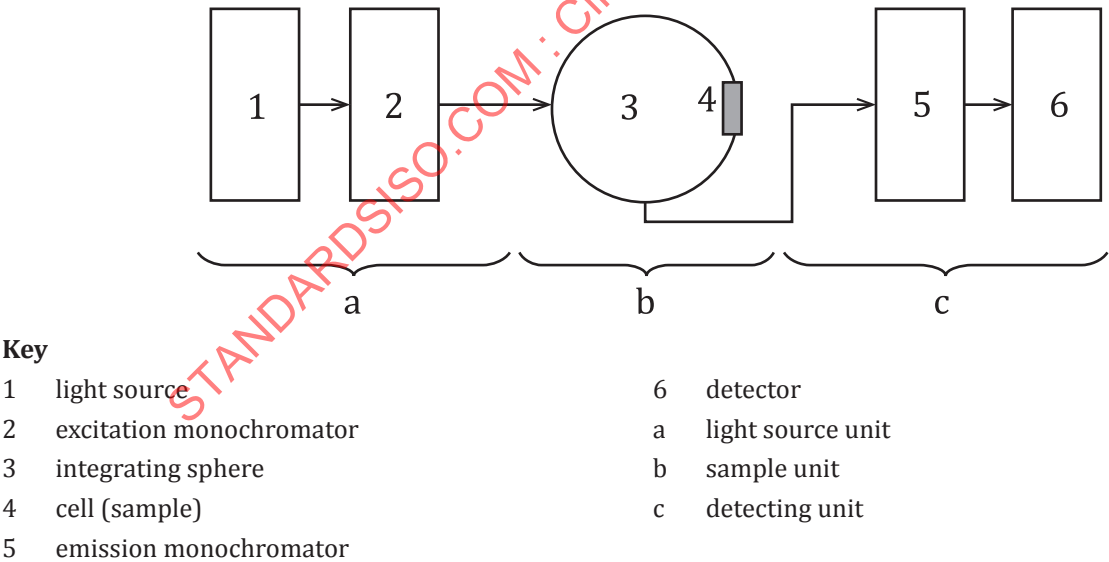 1 2 3 4 5 6
a b c
STANDARDSISO.COM :
Key
1 light source
2 excitation monochromator
3 integrating sphere
4 cell (sample)
5 emission monochromator
6 detector
a light source unit
b sample unit
c detecting unit